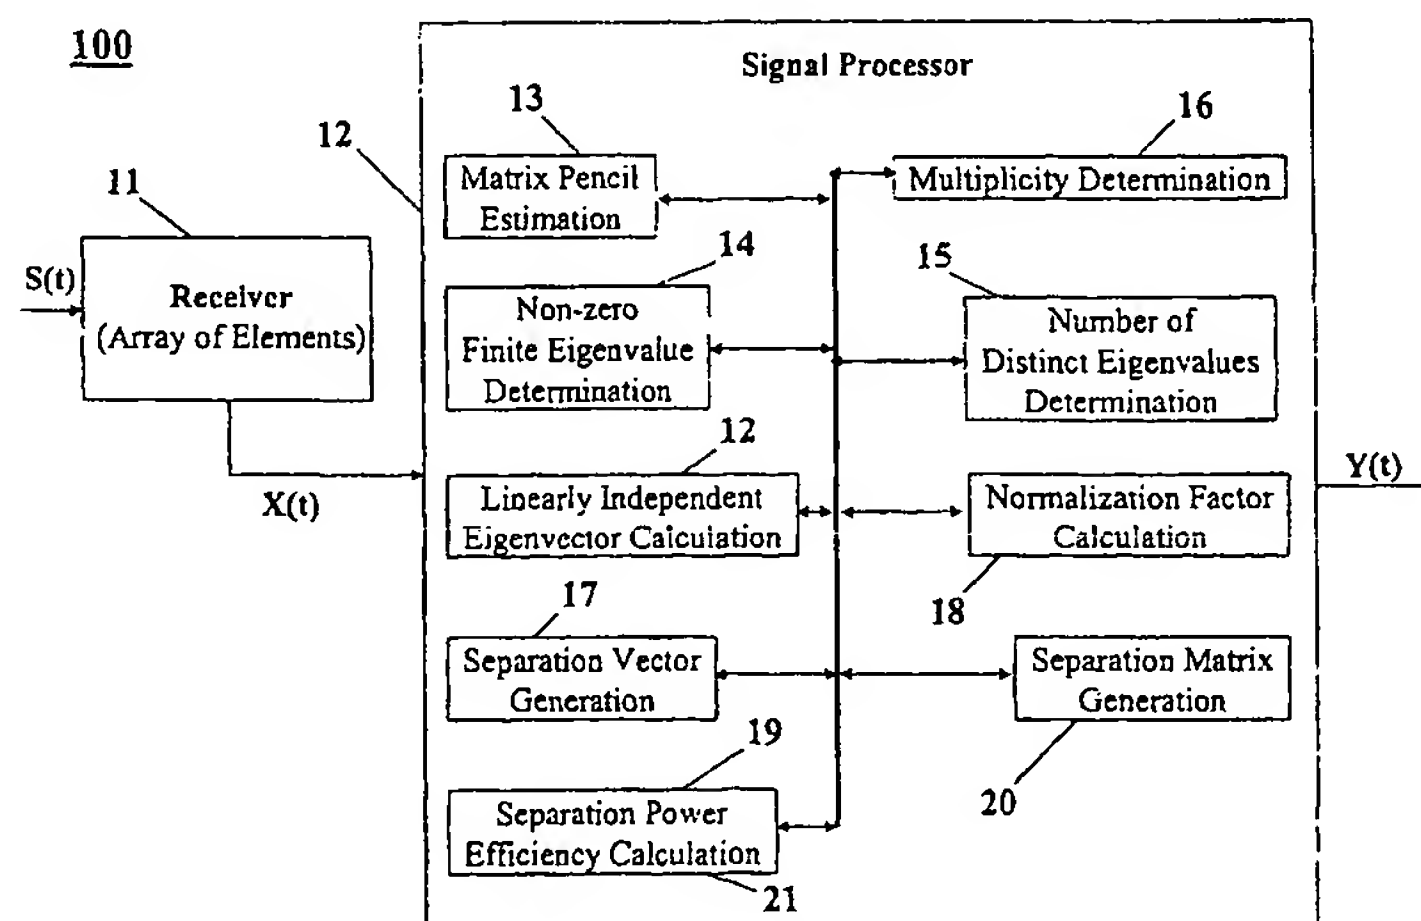 100
Signal Processor
13
16
12
Matrix Pencil
Estimation
Multiplicity Determination
11
14
15
S(t)
Receiver
(Array of Elements)
Non-zero
Finite Eigenvalue
Determination
Number of
Distinct Eigenvalues
Determination
12
X(t)
Linearly Independent
Eigenvector Calculation
Normalization Factor
Calculation
Y(t)
17
18
Separation Vector
Generation
Separation Matrix
Generation
19
20
Separation Power
Efficiency Calculation
21